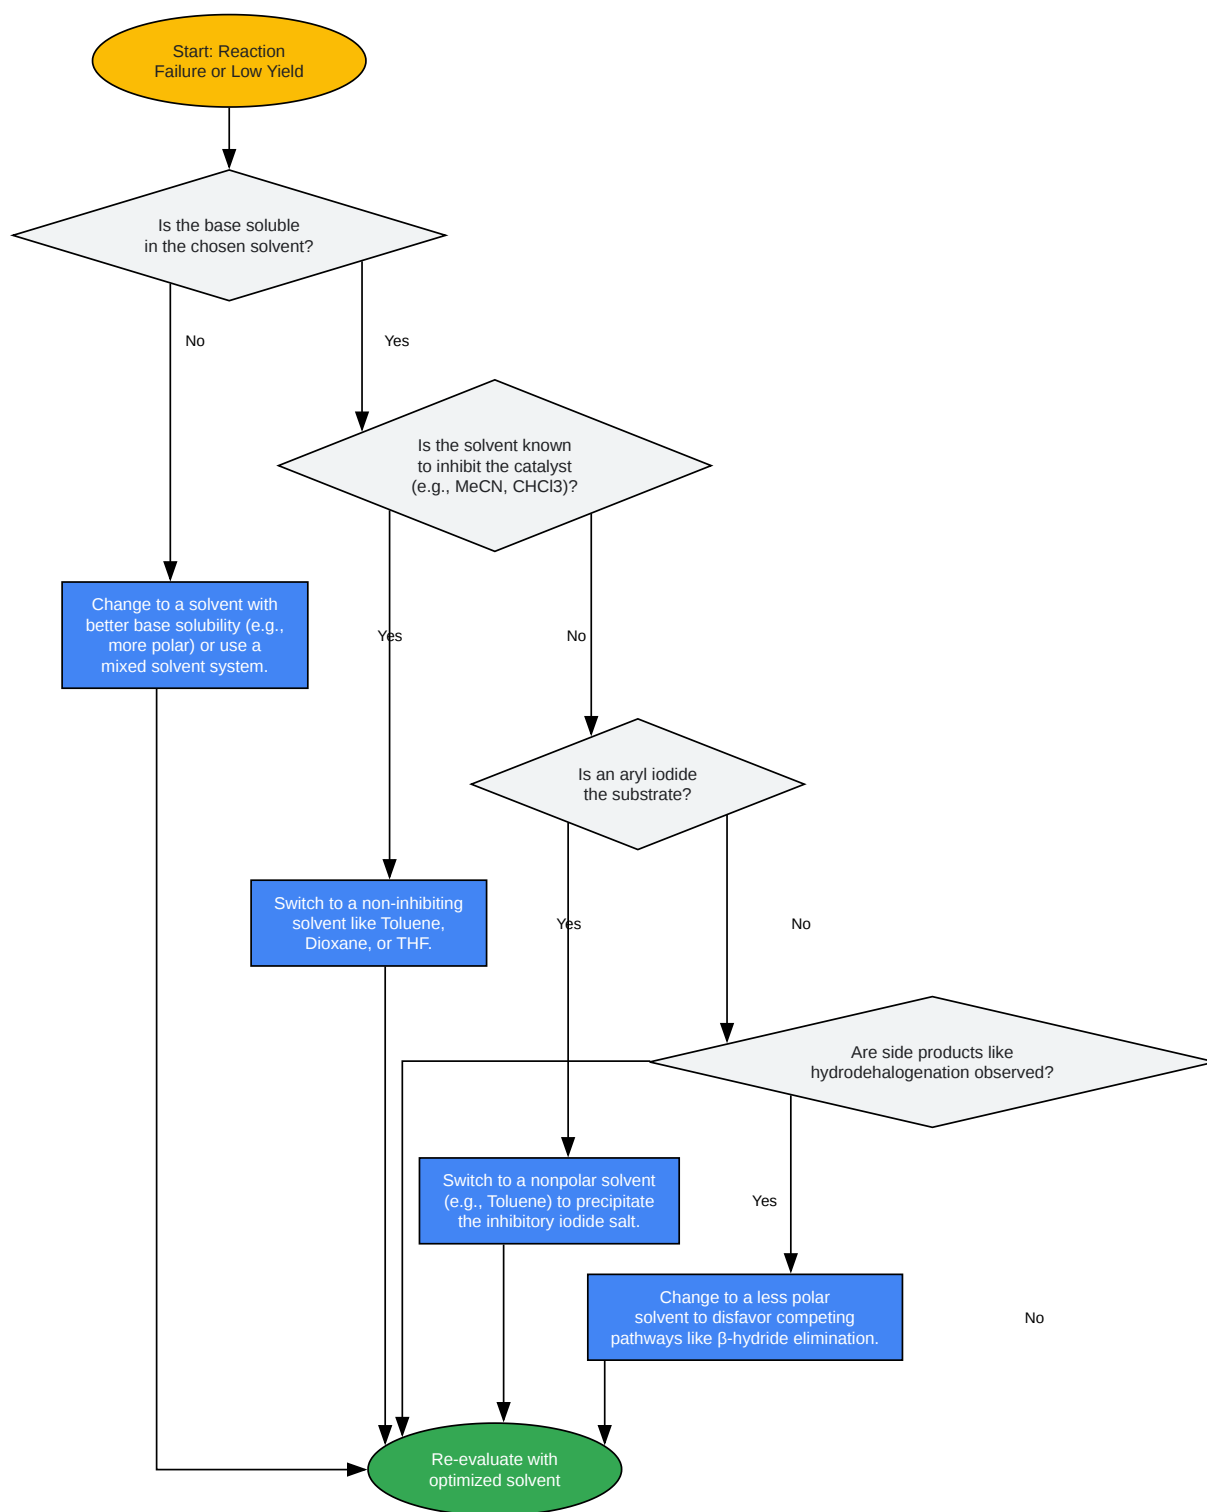 Start: Reaction
Failure or Low Yield
Is the base soluble
in the chosen solvent?
No
Yes
Is the solvent known
to inhibit the catalyst
(e.g., MeCN, CHCl3)?
Change to a solvent with
better base solubility (e.g.,
more polar) or use a
mixed solvent system.
Yes
No
Is an aryl iodide
the substrate?
Switch to a non-inhibiting
solvent like Toluene,
Dioxane, or THF.
Yes
No
Are side products like
hydrodehalogenation observed?
Switch to a nonpolar solvent
(e.g., Toluene) to precipitate
the inhibitory iodide salt.
Yes
Change to a less polar
solvent to disfavor competing
pathways like β-hydride elimination.
No
Re-evaluate with
optimized solvent